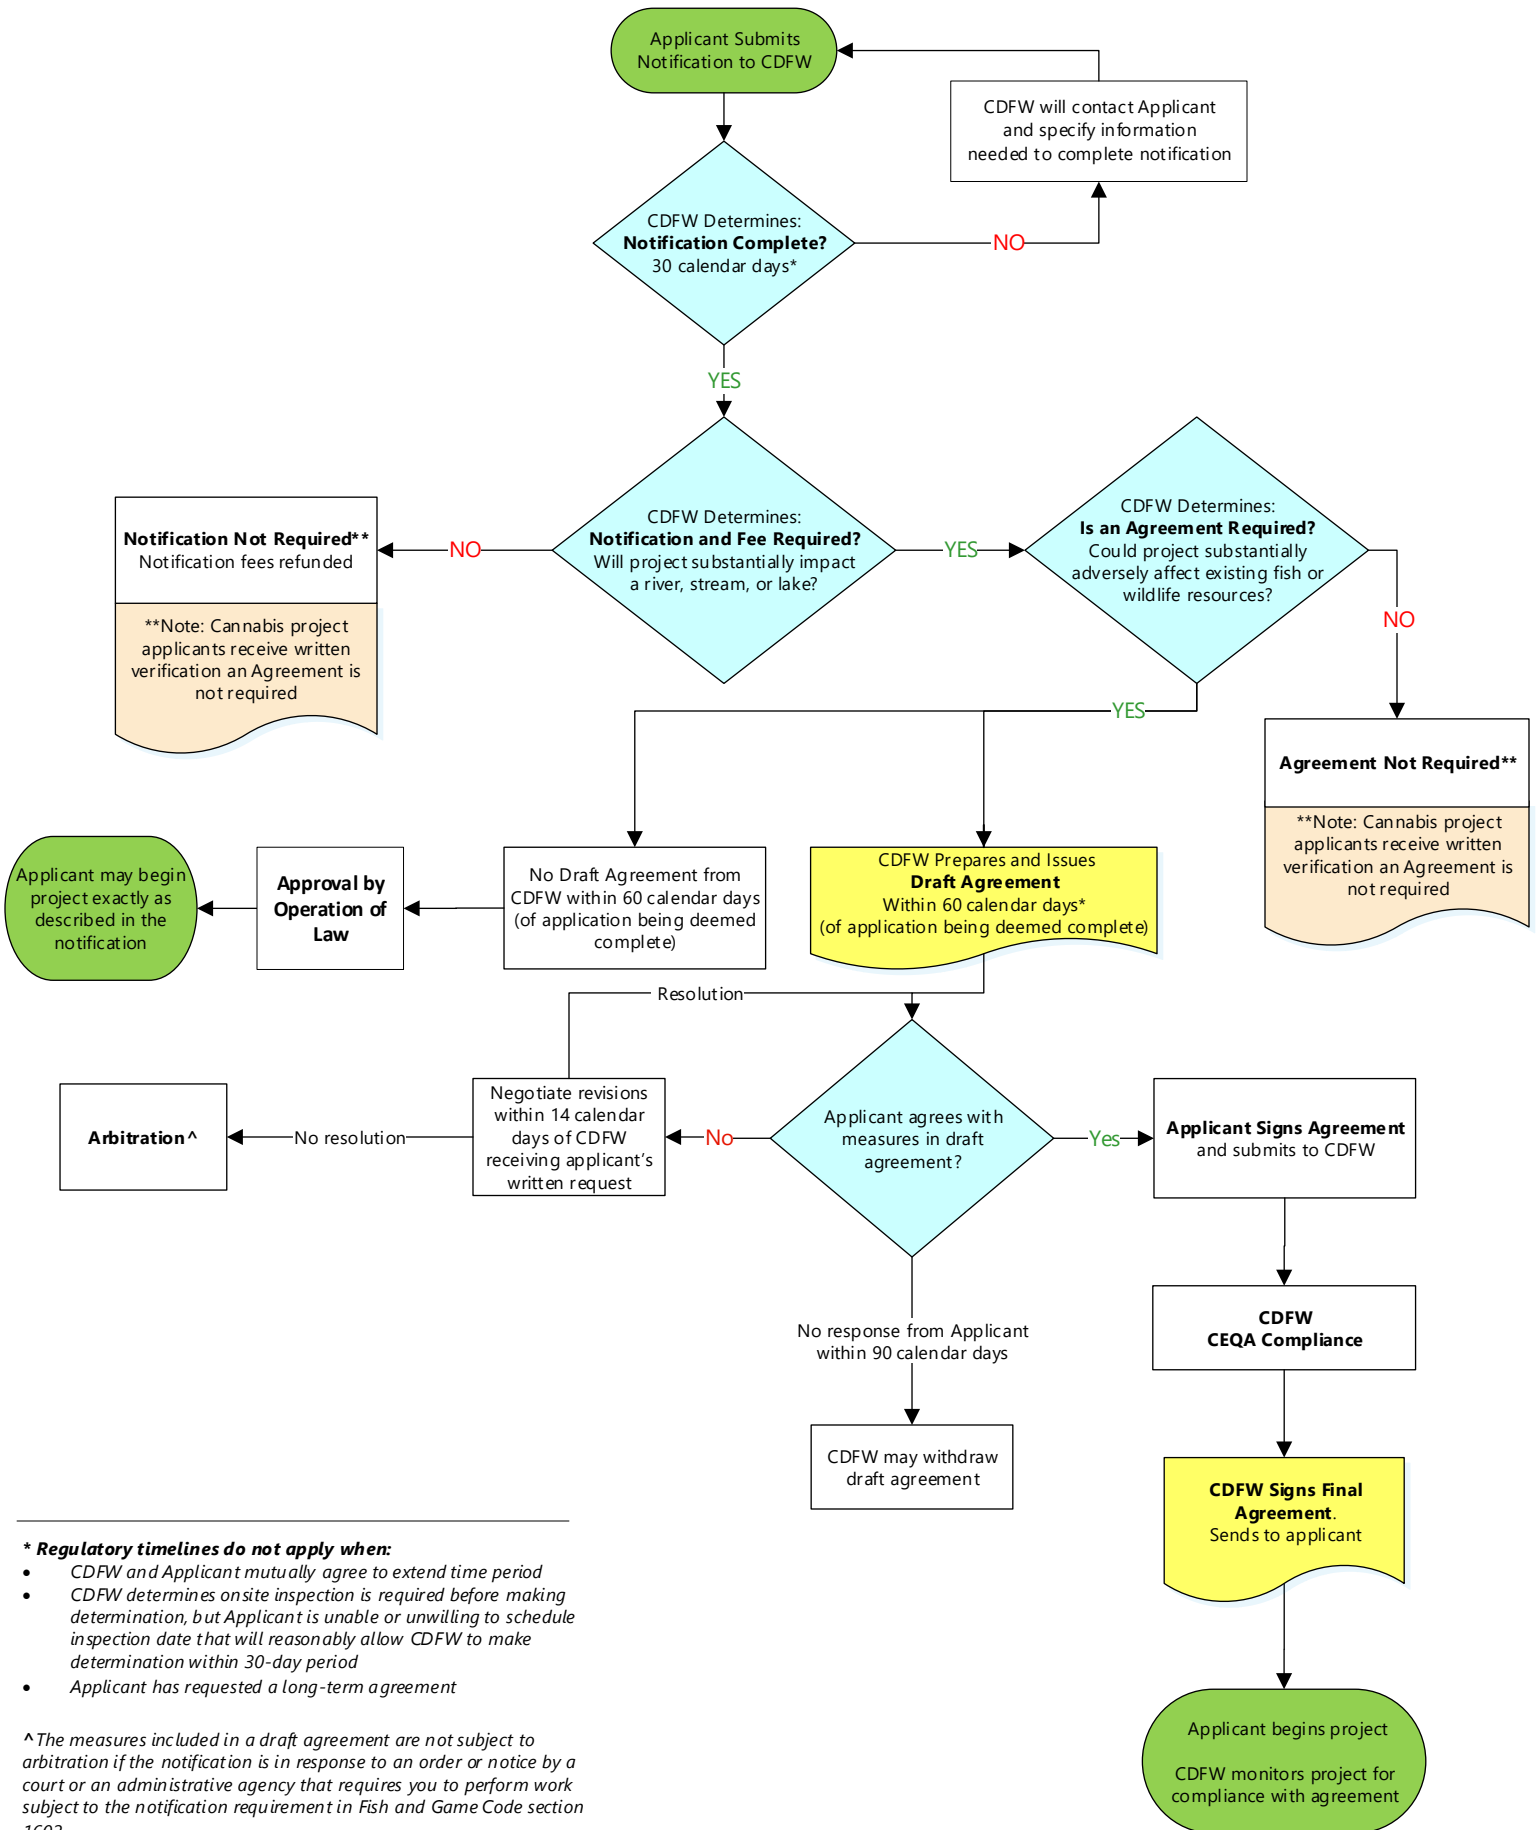 Applicant Submits
Notification to CDFW
CDFW will contact Applicant
and specify information
needed to complete notification
CDFW Determines:
Notification Complete?
30 calendar days*
NO
YES
CDFW Determines:
Notification and Fee Required?
Will project substantially impact
a river, stream, or lake?
NO
Notification Not Required**
Notification fees refunded
**Note: Cannabis project
applicants receive written
verification an Agreement is
not required
YES
CDFW Determines:
Is an Agreement Required?
Could project substantially
adversely affect existing fish or
wildlife resources?
NO
YES
Agreement Not Required**
**Note: Cannabis project
applicants receive written
verification an Agreement is
not required
Applicant may begin
project exactly as
described in the
notification
Approval by
Operation of
Law
No Draft Agreement from
CDFW within 60 calendar days
(of application being deemed
complete)
CDFW Prepares and Issues
Draft Agreement
Within 60 calendar days*
(of application being deemed complete)
Resolution
Arbitration^
No resolution
Negotiate revisions
within 14 calendar
days of CDFW
receiving applicant’s
written request
No
Applicant agrees with
measures in draft
agreement?
Yes
Applicant Signs Agreement
and submits to CDFW
No response from Applicant
within 90 calendar days
CDFW may withdraw
draft agreement
CDFW
CEQA Compliance
CDFW Signs Final
Agreement.
Sends to applicant
Applicant begins project
CDFW monitors project for
compliance with agreement
* Regulatory timelines do not apply when:
• CDFW and Applicant mutually agree to extend time period
• CDFW determines onsite inspection is required before making
determination, but Applicant is unable or unwilling to schedule
inspection date that will reasonably allow CDFW to make
determination within 30-day period
• Applicant has requested a long-term agreement
^ The measures included in a draft agreement are not subject to
arbitration if the notification is in response to an order or notice by a
court or an administrative agency that requires you to perform work
subject to the notification requirement in Fish and Game Code section